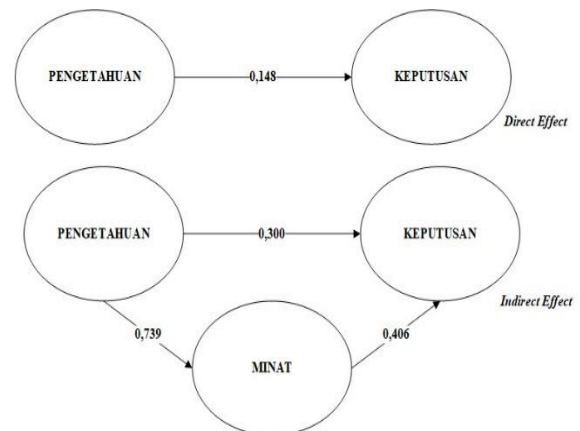 PENGETAHUAN
0,148
KEPUTUSAN
Direct Effect
PENGETAHUAN
0,300
KEPUTUSAN
Indirect Effect
0,739
0,406
MINAT